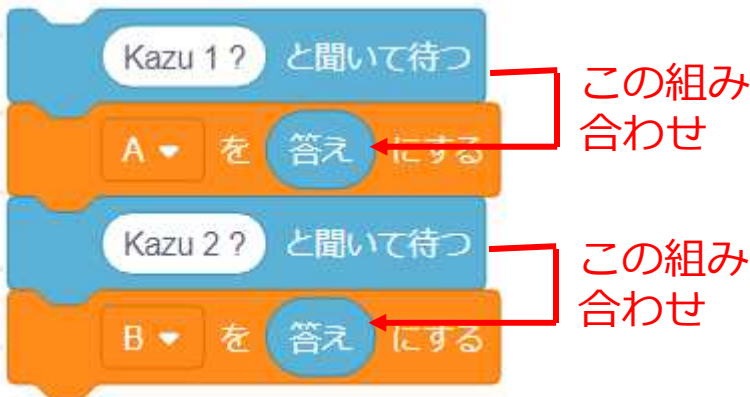 Kazu 1 ? と聞いて待つ
この組み
合わせ
A を 答え にする
Kazu 2 ? と聞いて待つ
この組み
合わせ
B を 答え にする